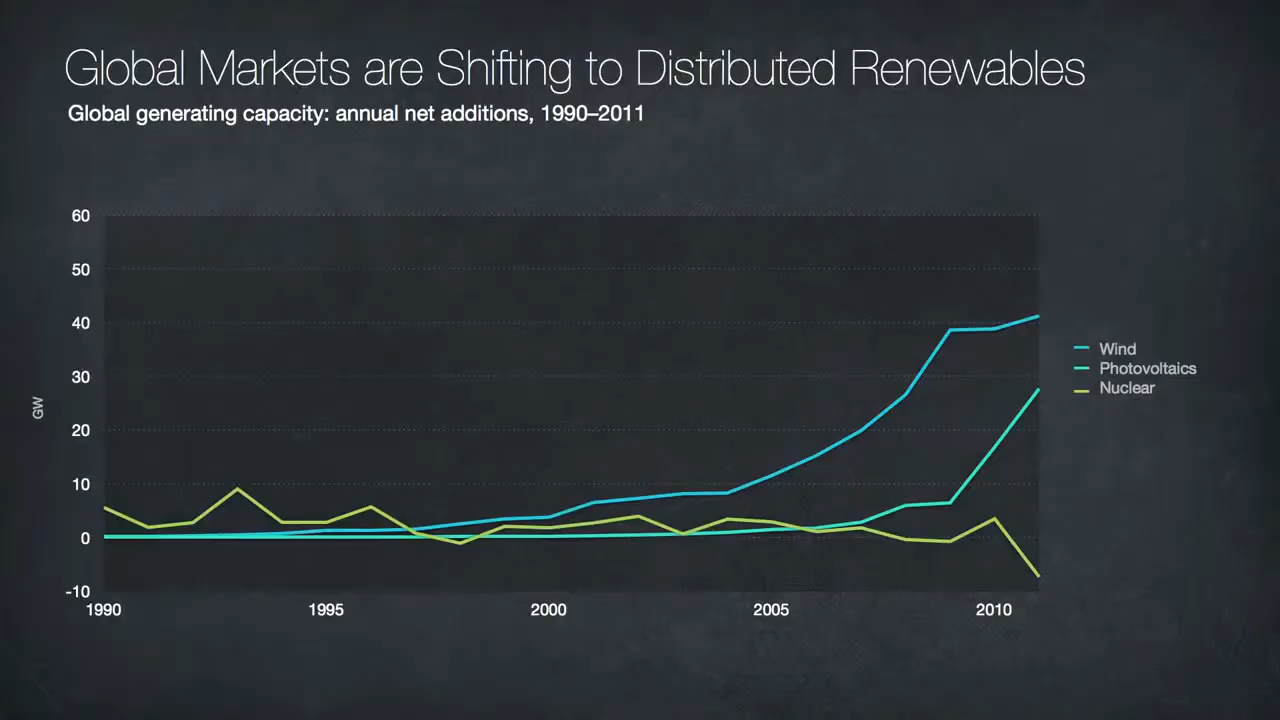 Global Markets are Shifting to Distributed Renewables
Global generating capacity: annual net additions, 1990–2011
60
50
40
30
20
10
0
-10
GW
1990 1995 2000 2005 2010
Wind
Photovoltaics
Nuclear